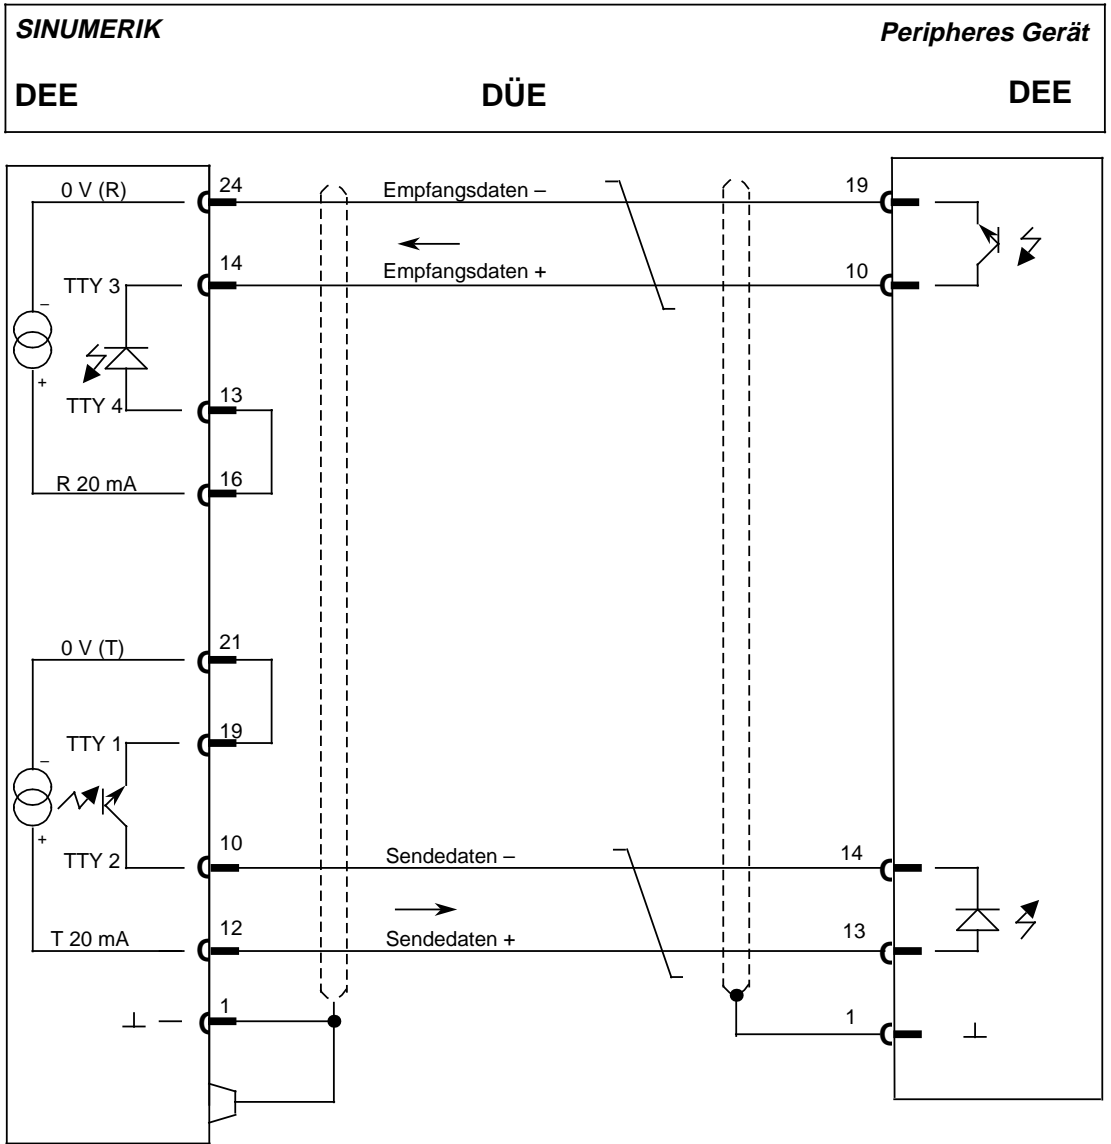 SINUMERIK Peripheres Gerät
DEE DÜE DEE
0 V (R) 24 Empfangsdaten – 19
TTY 3 14 Empfangsdaten + 10
–
+
TTY 4 13
R 20 mA 16
0 V (T) 21
TTY 1 19
–
+
TTY 2 10 Sendedaten – 14
T 20 mA 12 Sendedaten + 13
1 1